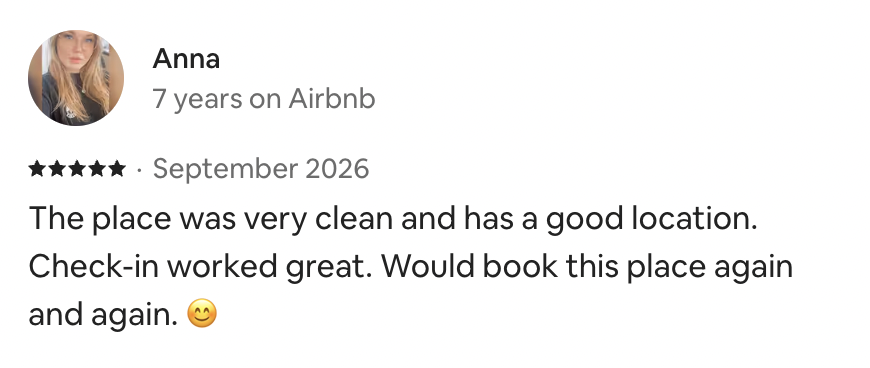 Anna
7 years on Airbnb
★★★★★ · September 2026
The place was very clean and has a good location.
Check-in worked great. Would book this place again
and again. 😊